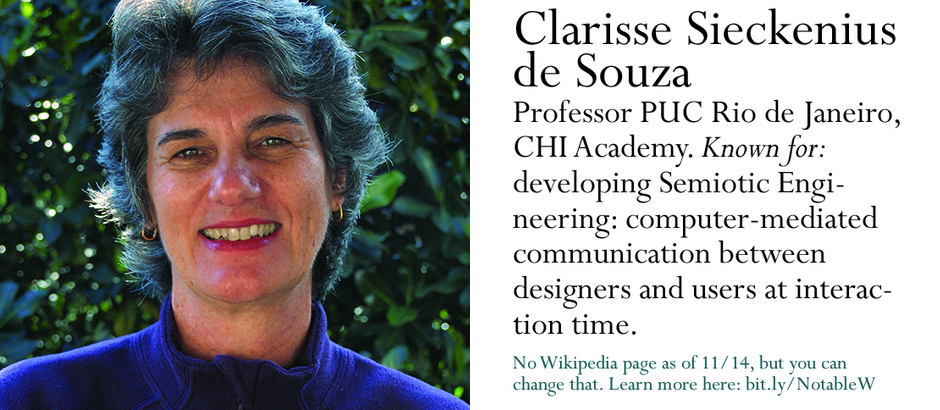 Clarisse Sieckenius
de Souza
Professor PUC Rio de Janeiro,
CHI Academy. Known for:
developing Semiotic Engi-
neering: computer-mediated
communication between
designers and users at interac-
tion time.
No Wikipedia page as of 11/14, but you can
change that. Learn more here: bit.ly/NotableW